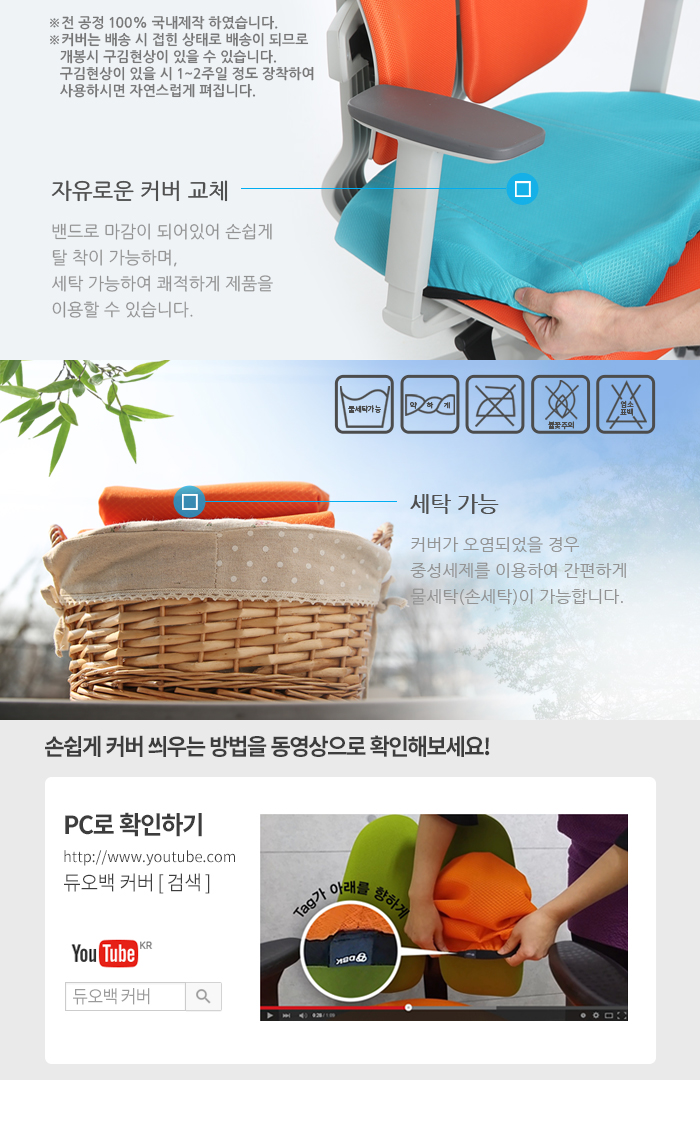 ※전 공정 100% 국내제작 하였습니다.
※커버는 배송 시 접힌 상태로 배송이 되므로
개봉시 구김현상이 있을 수 있습니다.
구김현상이 있을 시 1~2주일 정도 장착하여
사용하시면 자연스럽게 펴집니다.
자유로운 커버 교체
밴드로 마감이 되어있어 손쉽게
탈 착이 가능하며,
세탁 가능하여 쾌적하게 제품을
이용할 수 있습니다.
물세탁가능
약 하 게
불꽃주의
염소
표백
세탁 가능
커버가 오염되었을 경우
중성세제를 이용하여 간편하게
물세탁(손세탁)이 가능합니다.
손쉽게 커버 씌우는 방법을 동영상으로 확인해보세요!
PC로 확인하기
http://www.youtube.com
듀오백 커버 [ 검색 ]
YouTube KR
듀오백 커버
Tag가 아래를 향하게
DBK
0:28 / 1:09